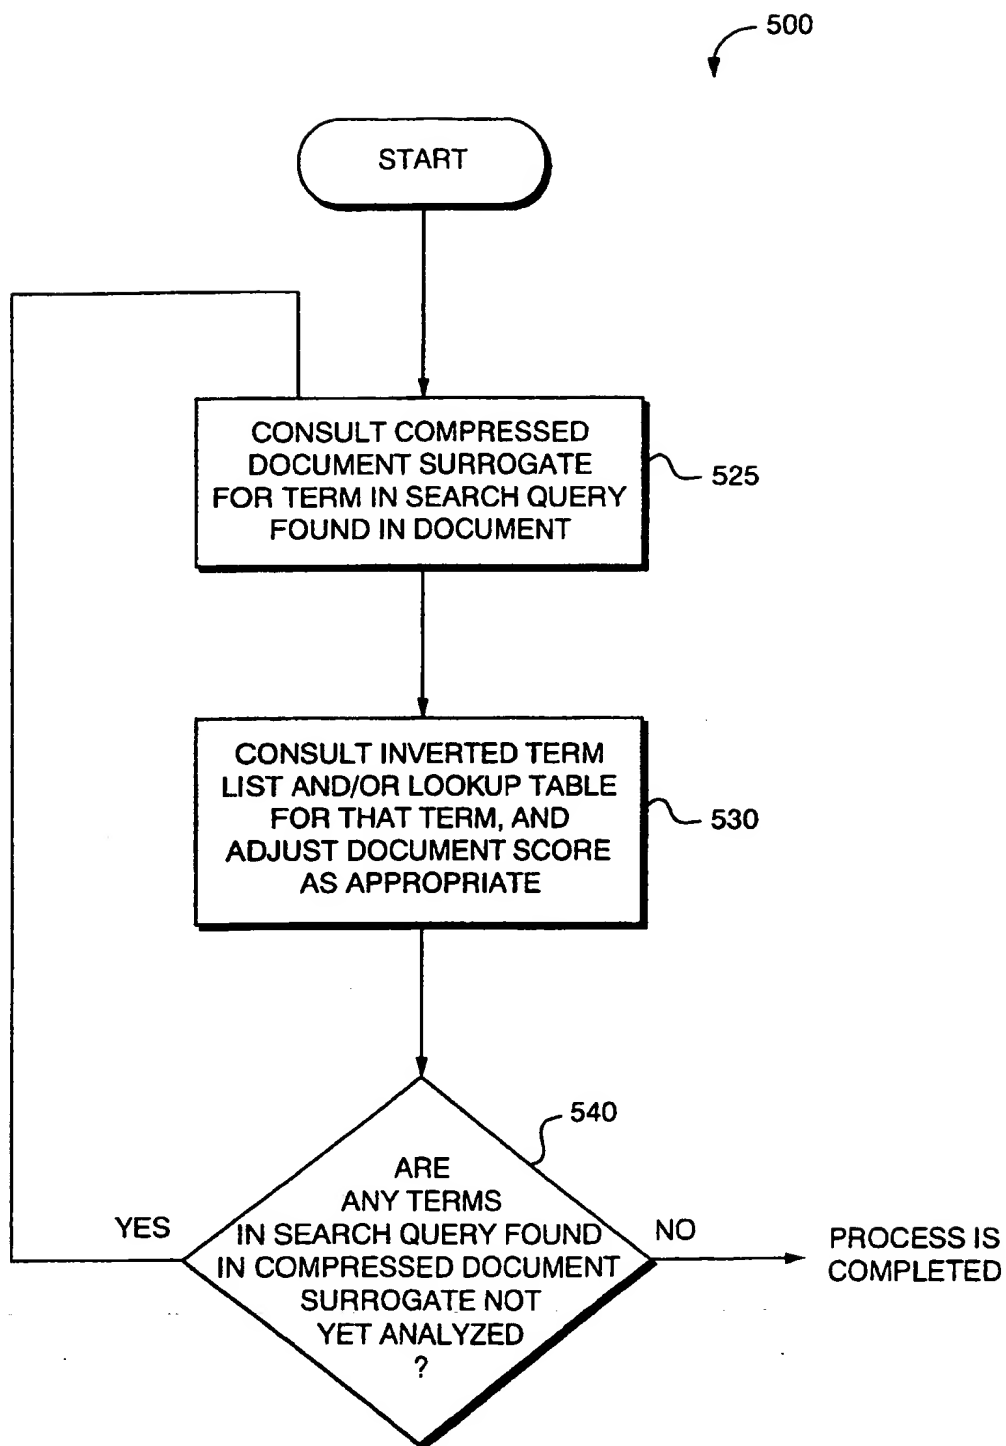 500
START
CONSULT COMPRESSED
DOCUMENT SURROGATE
FOR TERM IN SEARCH QUERY
FOUND IN DOCUMENT
525
CONSULT INVERTED TERM
LIST AND/OR LOOKUP TABLE
FOR THAT TERM, AND
ADJUST DOCUMENT SCORE
AS APPROPRIATE
530
540
ARE
ANY TERMS
IN SEARCH QUERY FOUND
IN COMPRESSED DOCUMENT
SURROGATE NOT
YET ANALYZED
?
YES
NO
PROCESS IS
COMPLETED